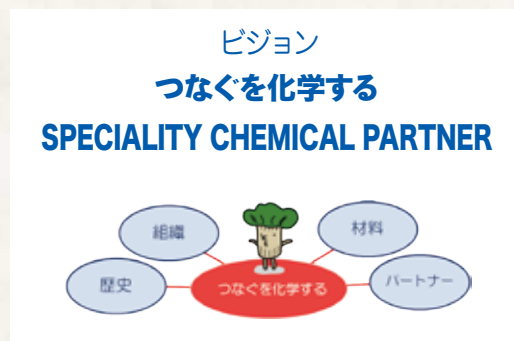 ビジョン
つなぐを化学する
SPECIALITY CHEMICAL PARTNER
組織
材料
歴史
つなぐを化学する
パートナー